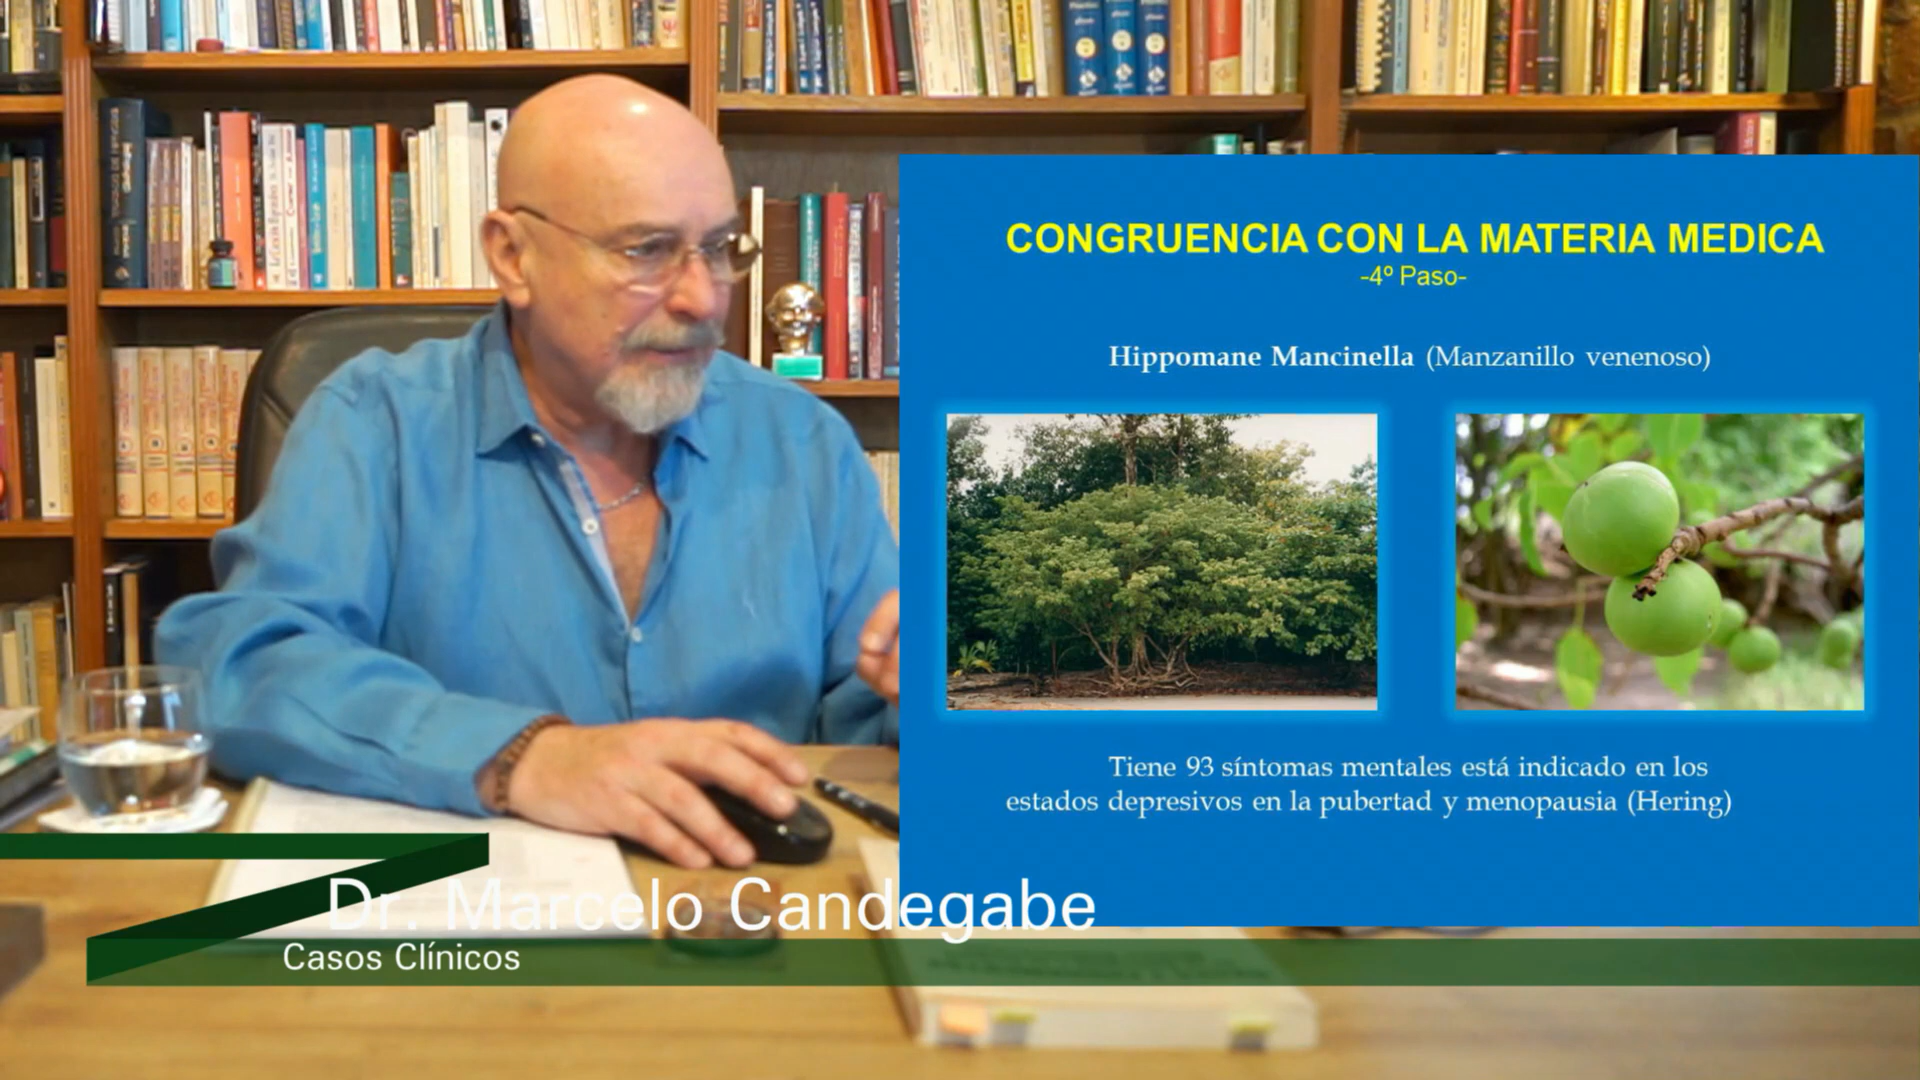 CONGRUENCIA CON LA MATERIA MEDICA
-4º Paso-
Hippomane Mancinella (Manzanillo venenoso)
Tiene 93 síntomas mentales está indicado en los
estados depresivos en la pubertad y menopausia (Hering)
Dr. Marcelo Candegabe
Casos Clínicos